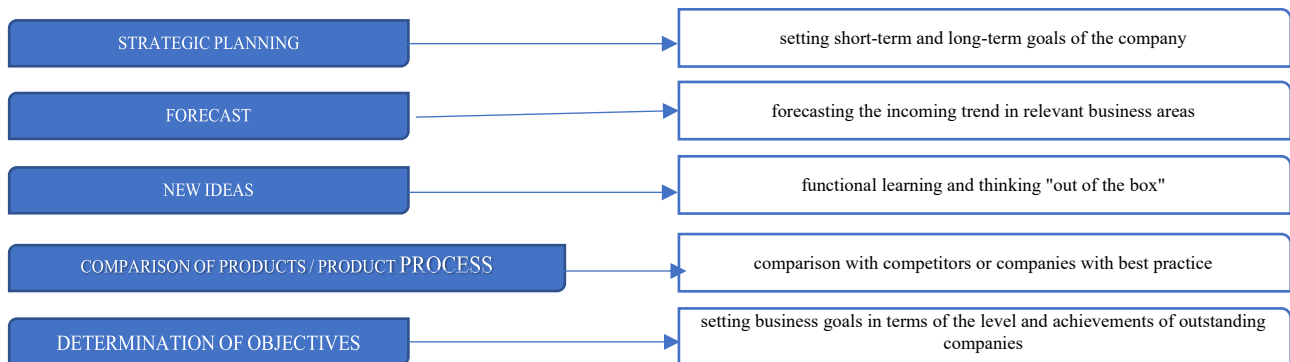 STRATEGIC PLANNING
setting short-term and long-term goals of the company
FORECAST
forecasting the incoming trend in relevant business areas
NEW IDEAS
functional learning and thinking "out of the box"
COMPARISON OF PRODUCTS / PRODUCT PROCESS
comparison with competitors or companies with best practice
DETERMINATION OF OBJECTIVES
setting business goals in terms of the level and achievements of outstanding
companies